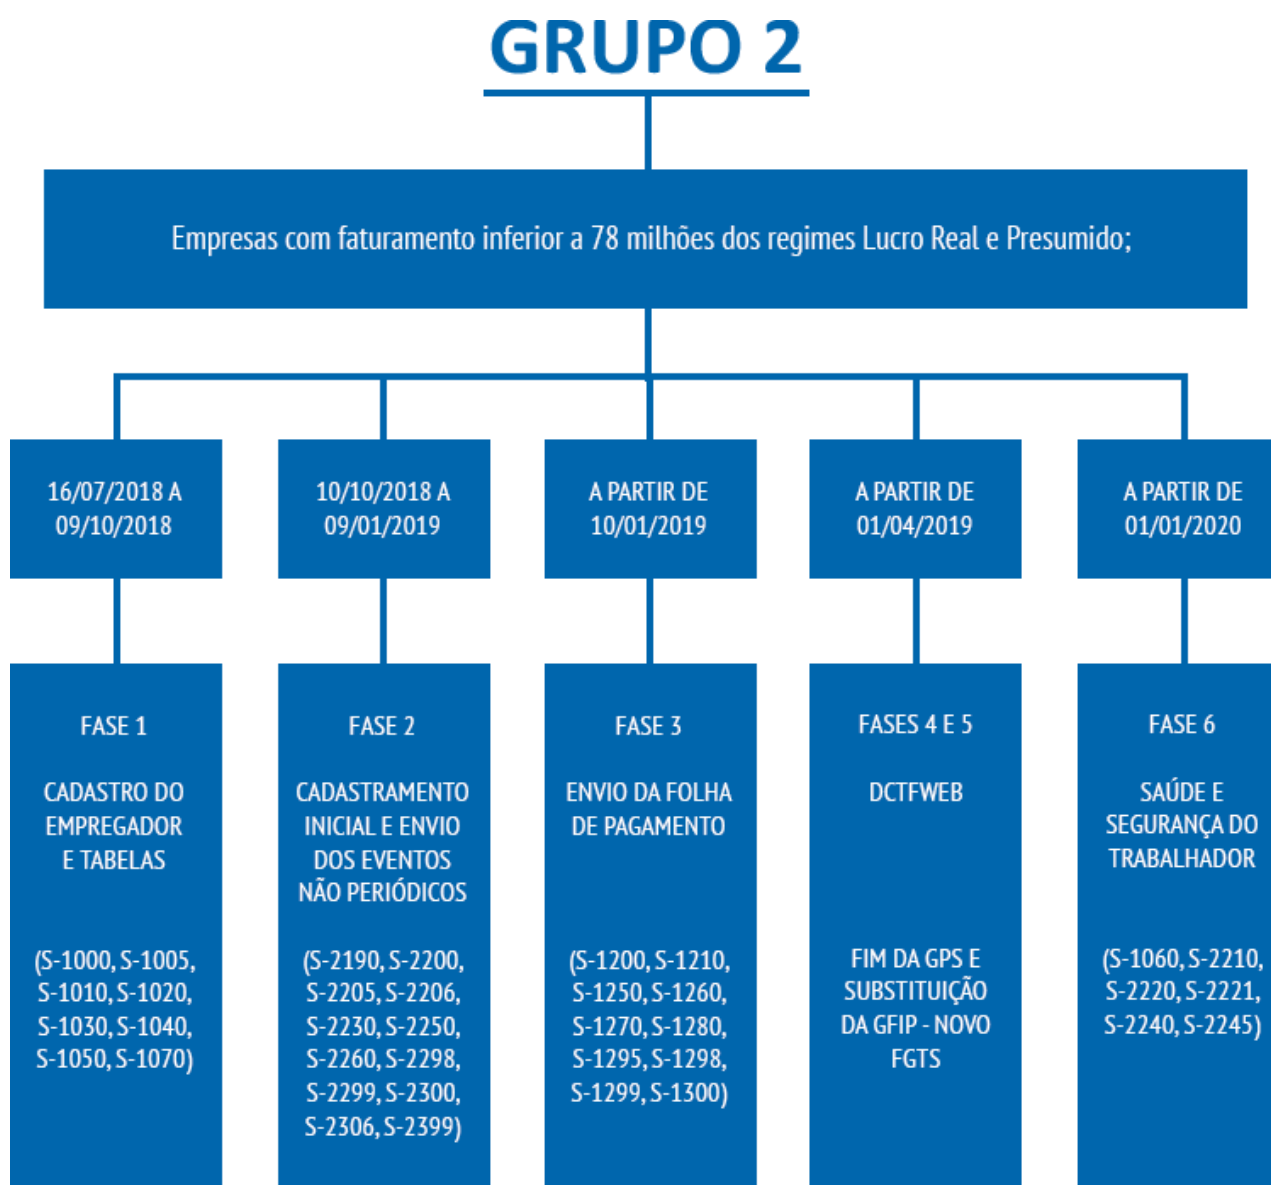 GRUPO 2
Empresas com faturamento inferior a 78 milhões dos regimes Lucro Real e Presumido;
16/07/2018 A
09/10/2018
10/10/2018 A
09/01/2019
A PARTIR DE
10/01/2019
A PARTIR DE
01/04/2019
A PARTIR DE
01/01/2020
FASE 1
CADASTRO DO
EMPREGADOR
E TABELAS
(S-1000, S-1005,
S-1010, S-1020,
S-1030, S-1040,
S-1050, S-1070)
FASE 2
CADASTRAMENTO
INICIAL E ENVIO
DOS EVENTOS
NÃO PERIÓDICOS
(S-2190, S-2200,
S-2205, S-2206,
S-2230, S-2250,
S-2260, S-2298,
S-2299, S-2300,
S-2306, S-2399)
FASE 3
ENVIO DA FOLHA
DE PAGAMENTO
(S-1200, S-1210,
S-1250, S-1260,
S-1270, S-1280,
S-1295, S-1298,
S-1299, S-1300)
FASES 4 E 5
DCTFWEB
FIM DA GPS E
SUBSTITUIÇÃO
DA GFIP - NOVO
FGTS
FASE 6
SAÚDE E
SEGURANÇA DO
TRABALHADOR
(S-1060, S-2210,
S-2220, S-2221,
S-2240, S-2245)